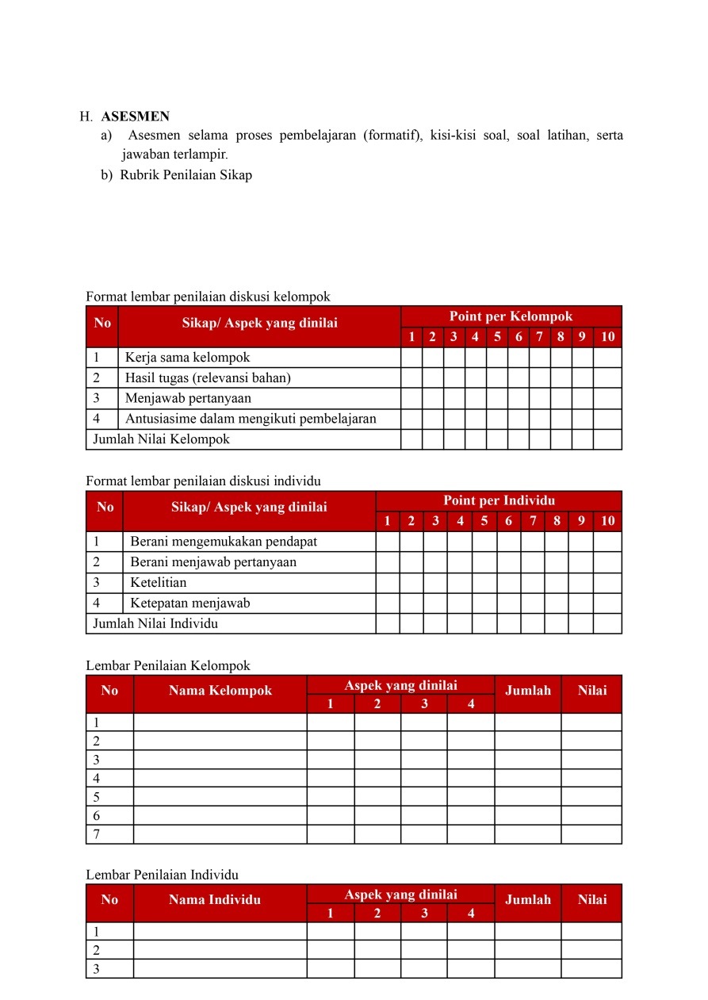 H. ASESMEN
a) Asesmen selama proses pembelajaran (formatif), kisi-kisi soal, soal latihan, serta
jawaban terlampir.
b) Rubrik Penilaian Sikap
Format lembar penilaian diskusi kelompok
No Sikap/ Aspek yang dinilai Point per Kelompok
1 2 3 4 5 6 7 8 9 10
1 Kerja sama kelompok
2 Hasil tugas (relevansi bahan)
3 Menjawab pertanyaan
4 Antusiasime dalam mengikuti pembelajaran
Jumlah Nilai Kelompok
Format lembar penilaian diskusi individu
No Sikap/ Aspek yang dinilai Point per Individu
1 2 3 4 5 6 7 8 9 10
1 Berani mengemukakan pendapat
2 Berani menjawab pertanyaan
3 Ketelitian
4 Ketepatan menjawab
Jumlah Nilai Individu
Lembar Penilaian Kelompok
No Nama Kelompok Aspek yang dinilai Jumlah Nilai
1 2 3 4
1
2
3
4
5
6
7
Lembar Penilaian Individu
No Nama Individu Aspek yang dinilai Jumlah Nilai
1 2 3 4
1
2
3